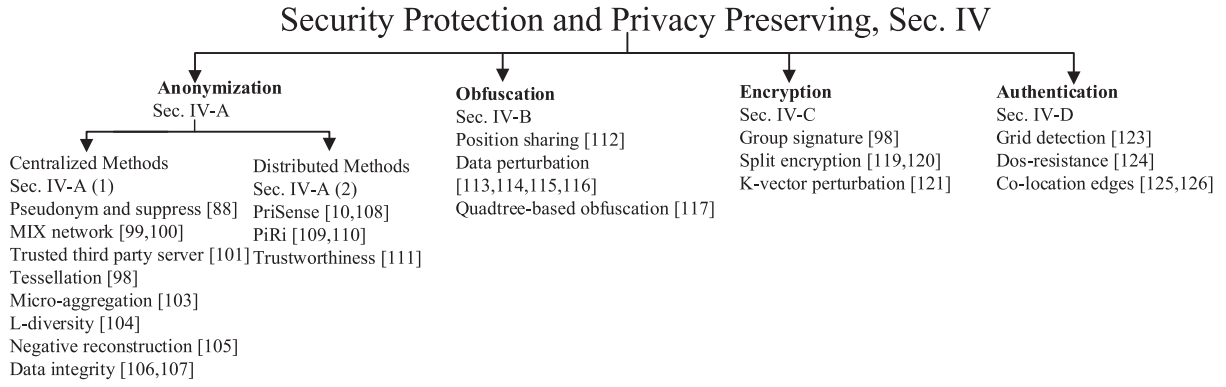 Security Protection and Privacy Preserving, Sec. IV
Anonymization
Sec. IV-A
Centralized Methods
Sec. IV-A (1)
Pseudonym and suppress [88]
MIX network [99,100]
Trusted third party server [101]
Tessellation [98]
Micro-aggregation [103]
L-diversity [104]
Negative reconstruction [105]
Data integrity [106,107]
Distributed Methods
Sec. IV-A (2)
PriSense [10,108]
PiRi [109,110]
Trustworthiness [111]
Obfuscation
Sec. IV-B
Position sharing [112]
Data perturbation
[113,114,115,116]
Quadtree-based obfuscation [117]
Encryption
Sec. IV-C
Group signature [98]
Split encryption [119,120]
K-vector perturbation [121]
Authentication
Sec. IV-D
Grid detection [123]
Dos-resistance [124]
Co-location edges [125,126]